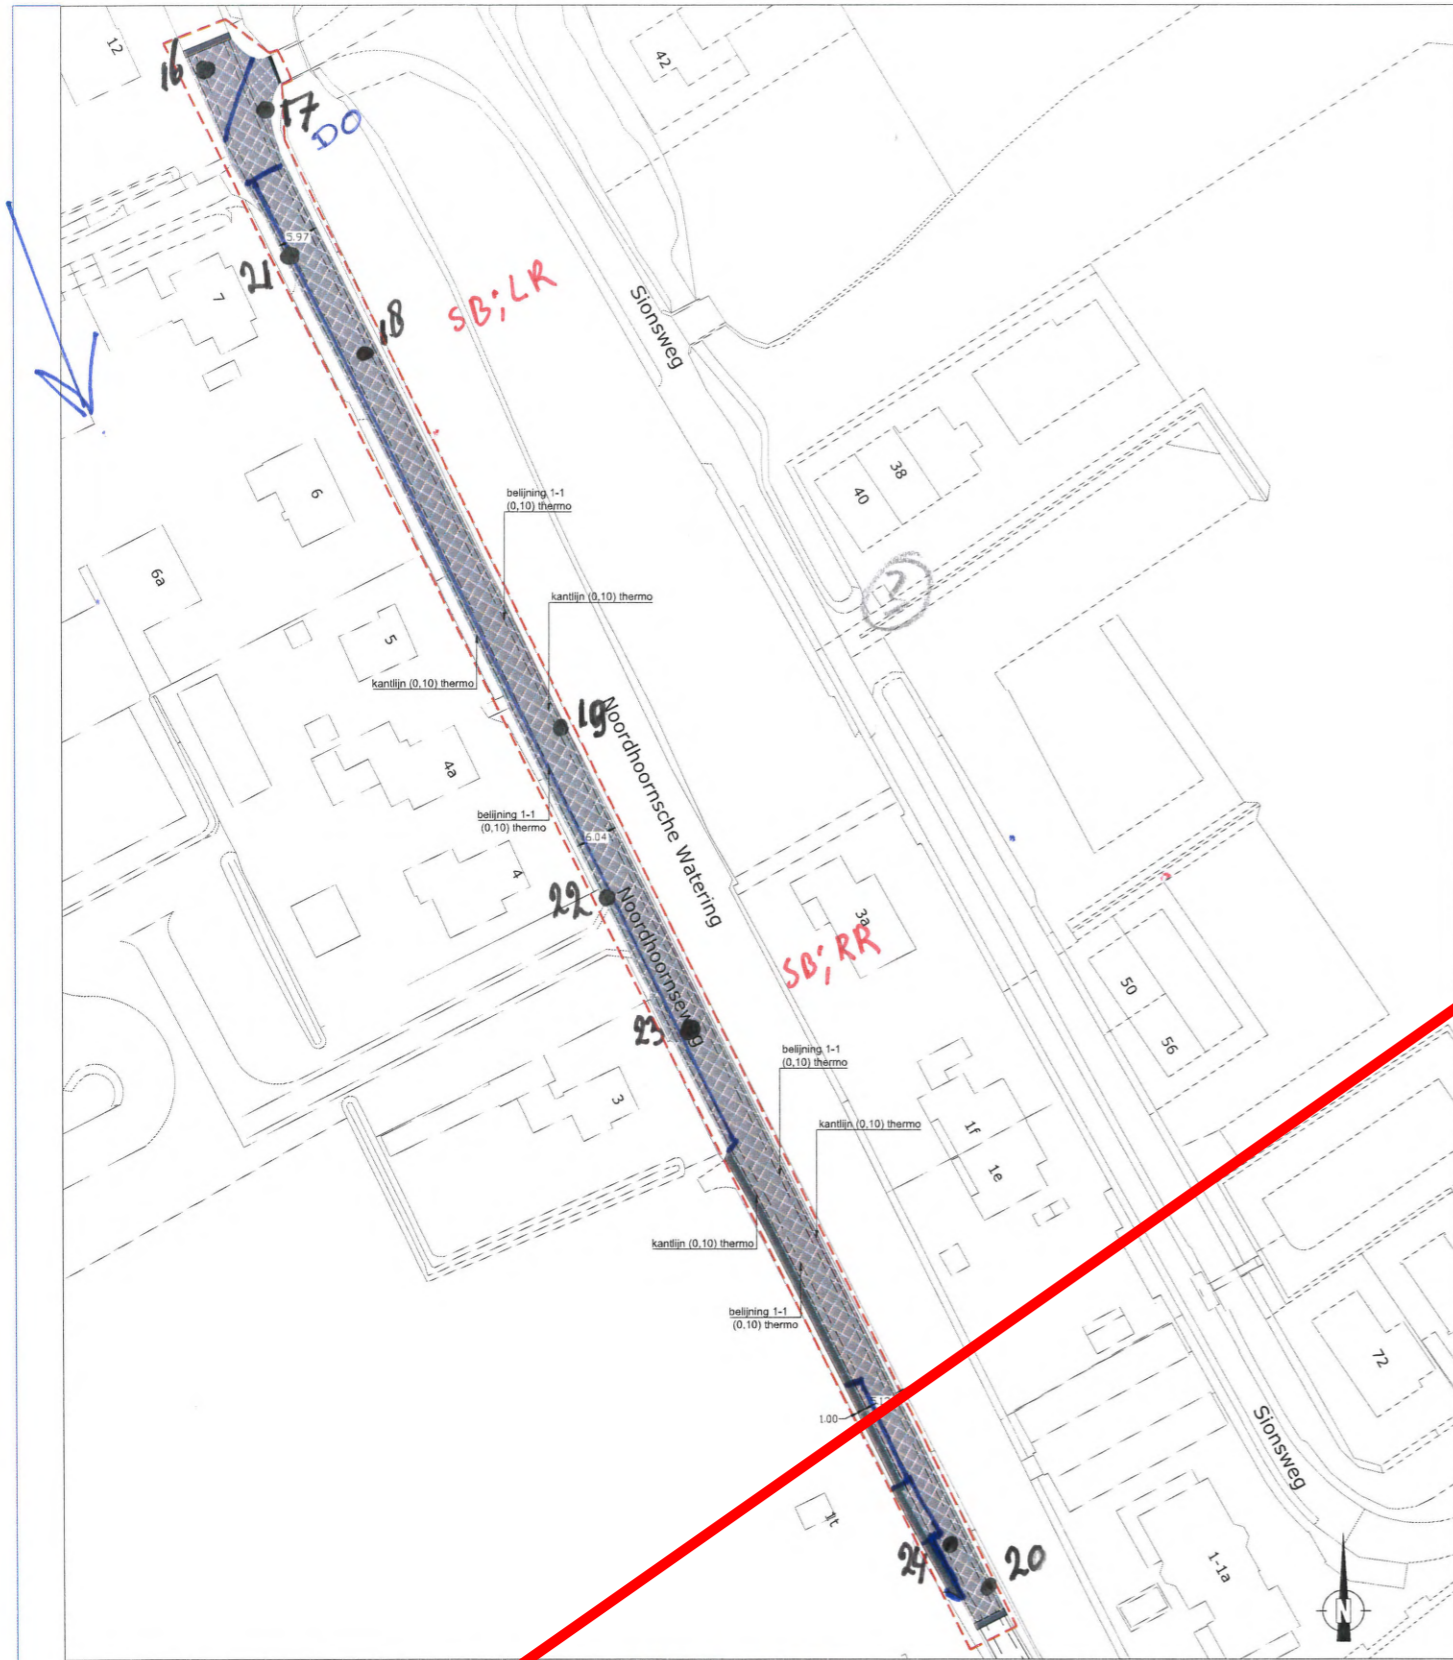 12
42
16
17
DO
5.97
21
7
18
SB; LR
Sionsweg
38
40
6
belijning 1-1
(0,10) thermo
6a
2
kantlijn (0,10) thermo
5
kantlijn (0,10) thermo
19
Noordhoornsche Watering
4a
belijning 1-1
(0,10) thermo
6.04
4
22
Noordhoornseweg
3a
SB; RR
50
56
23
belijning 1-1
(0,10) thermo
3
kantlijn (0,10) thermo
1f
1e
kantlijn (0,10) thermo
belijning 1-1
(0,10) thermo
72
1.00
Sionsweg
1t
24
20
1-1a
N